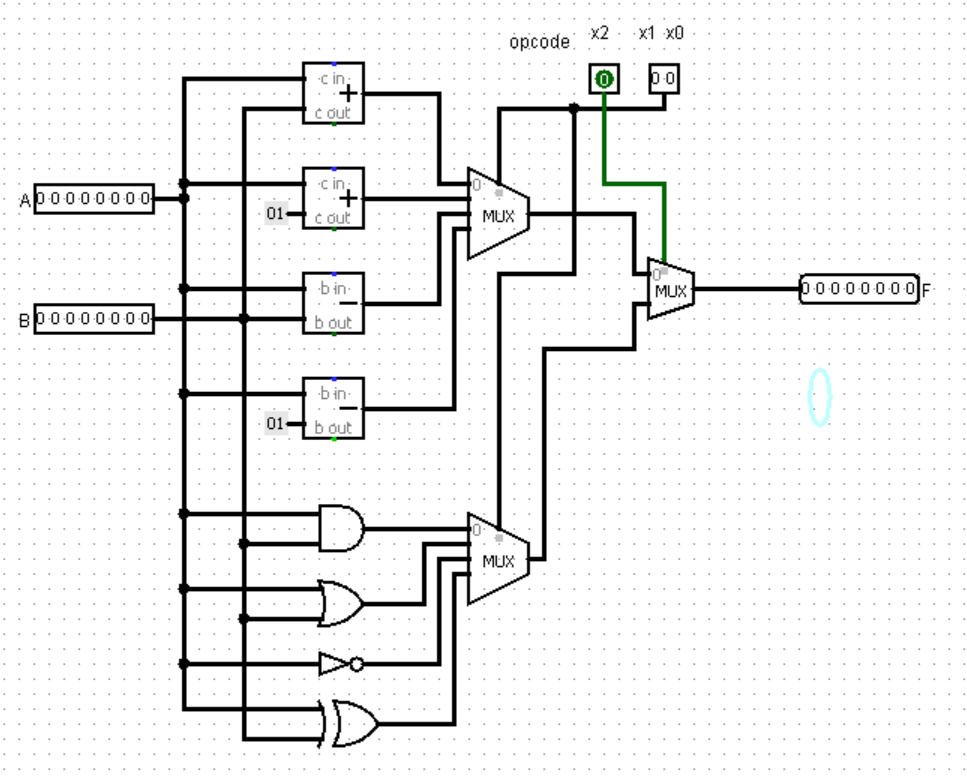 opcode x2 x1 x0
0 0 0
c in
+
c out
c in
+
01 c out
A 0 0 0 0 0 0 0 0
0
MUX
b in
−
b out
B 0 0 0 0 0 0 0 0
0
MUX
0 0 0 0 0 0 0 0 F
b in
−
01 b out
0
MUX